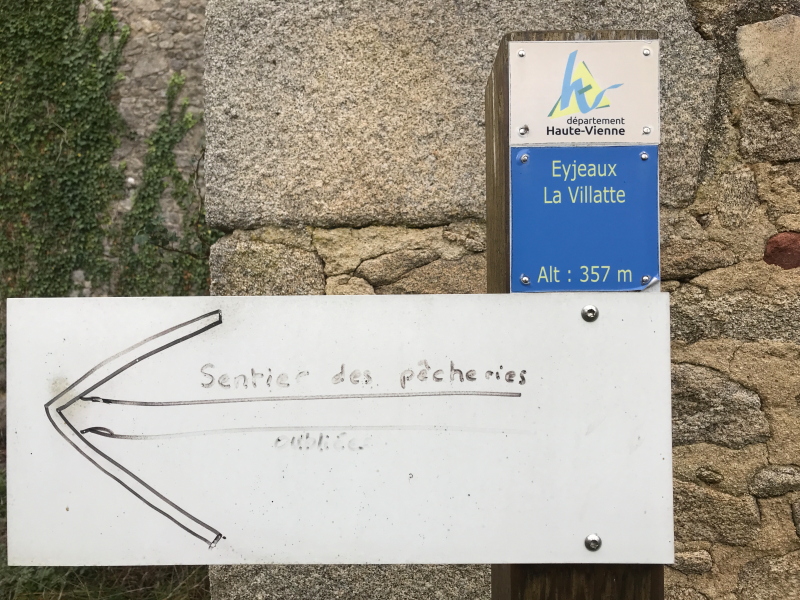 département
Haute-Vienne
Eyjeaux
La Villatte
Alt : 357 m
Sentier des pêcheries